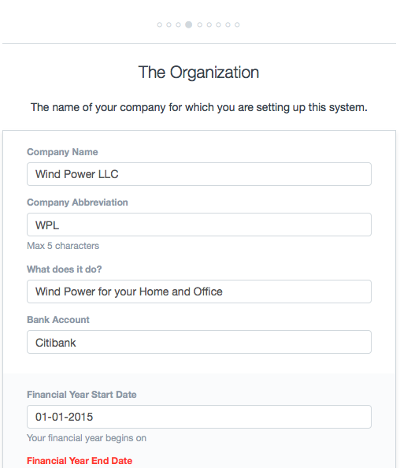 The Organization
The name of your company for which you are setting up this system.
Company Name
Wind Power LLC
Company Abbreviation
WPL
Max 5 characters
What does it do?
Wind Power for your Home and Office
Bank Account
Citibank
Financial Year Start Date
01-01-2015
Your financial year begins on
Financial Year End Date